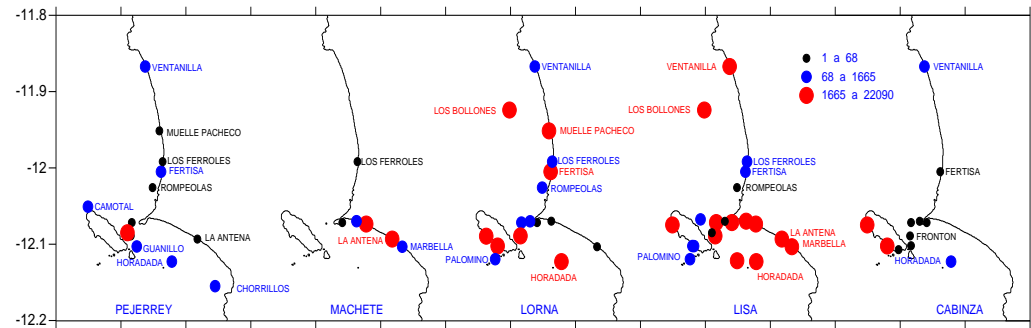 -11.8
-11.9
-12
-12.1
-12.2
VENTANILLA
MUELLE PACHECO
LOS FERROLES
FERTISA
ROMPEOLAS
CAMOTAL
LA ANTENA
GUANILLO
HORADADA
CHORRILLOS
PEJERREY
LOS FERROLES
LA ANTENA
MARBELLA
MACHETE
VENTANILLA
LOS BOLLONES
MUELLE PACHECO
LOS FERROLES
FERTISA
ROMPEOLAS
PALOMINO
HORADADA
LORNA
VENTANILLA
LOS BOLLONES
LOS FERROLES
FERTISA
ROMPEOLAS
LA ANTENA
MARBELLA
PALOMINO
HORADADA
LISA
1 a 68
68 a 1665
1665 a 22090
VENTANILLA
FERTISA
FRONTON
HORADADA
CABINZA